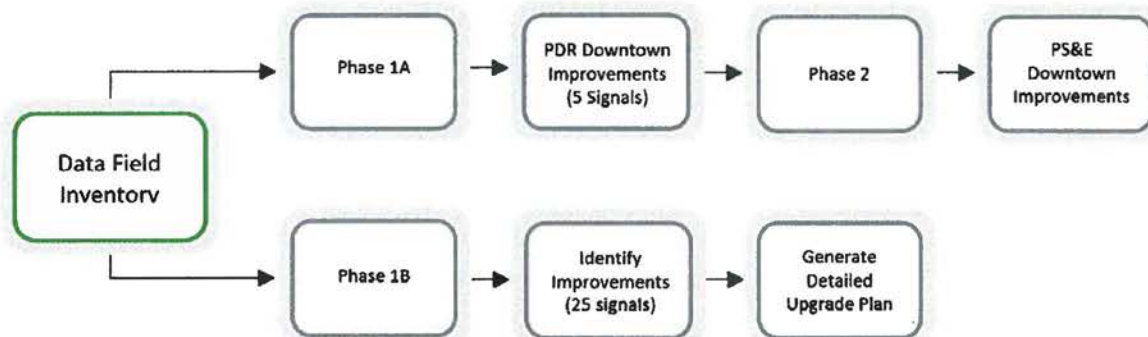 Data Field
Inventory
Phase 1A
PDR Downtown
Improvements
(5 Signals)
Phase 2
PS&E
Downtown
Improvements
Phase 1B
Identify
Improvements
(25 signals)
Generate
Detailed
Upgrade Plan